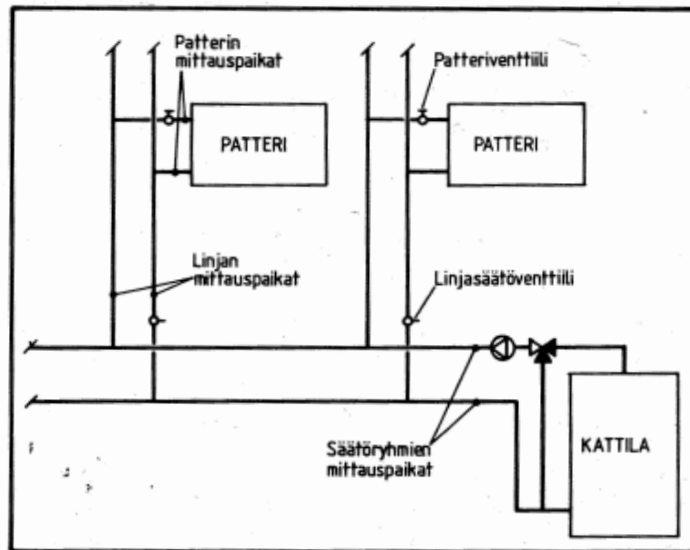 Patterin
mittauspaikat
Patteriventtiili
PATTERI
PATTERI
Linjan
mittauspaikat
Linjasäätöventtiili
Säätöryhmien
mittauspaikat
KATTILA